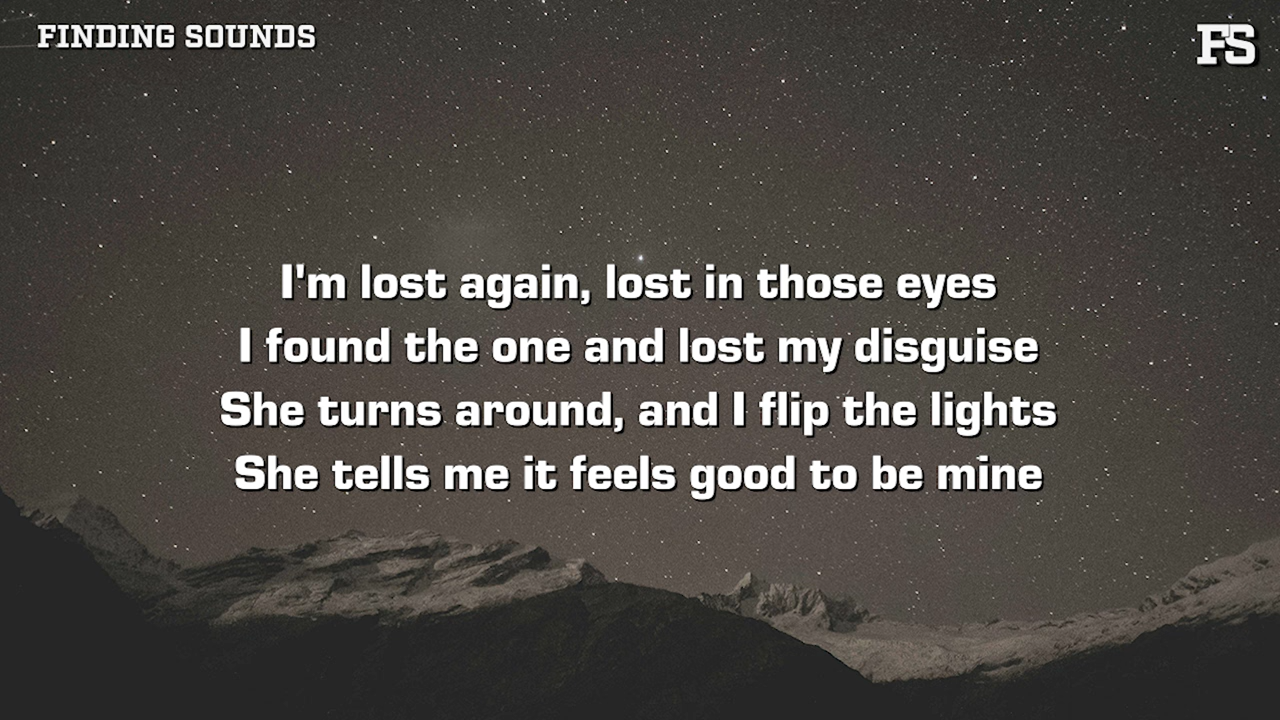 FINDING SOUNDS
FS
I'm lost again, lost in those eyes
I found the one and lost my disguise
She turns around, and I flip the lights
She tells me it feels good to be mine